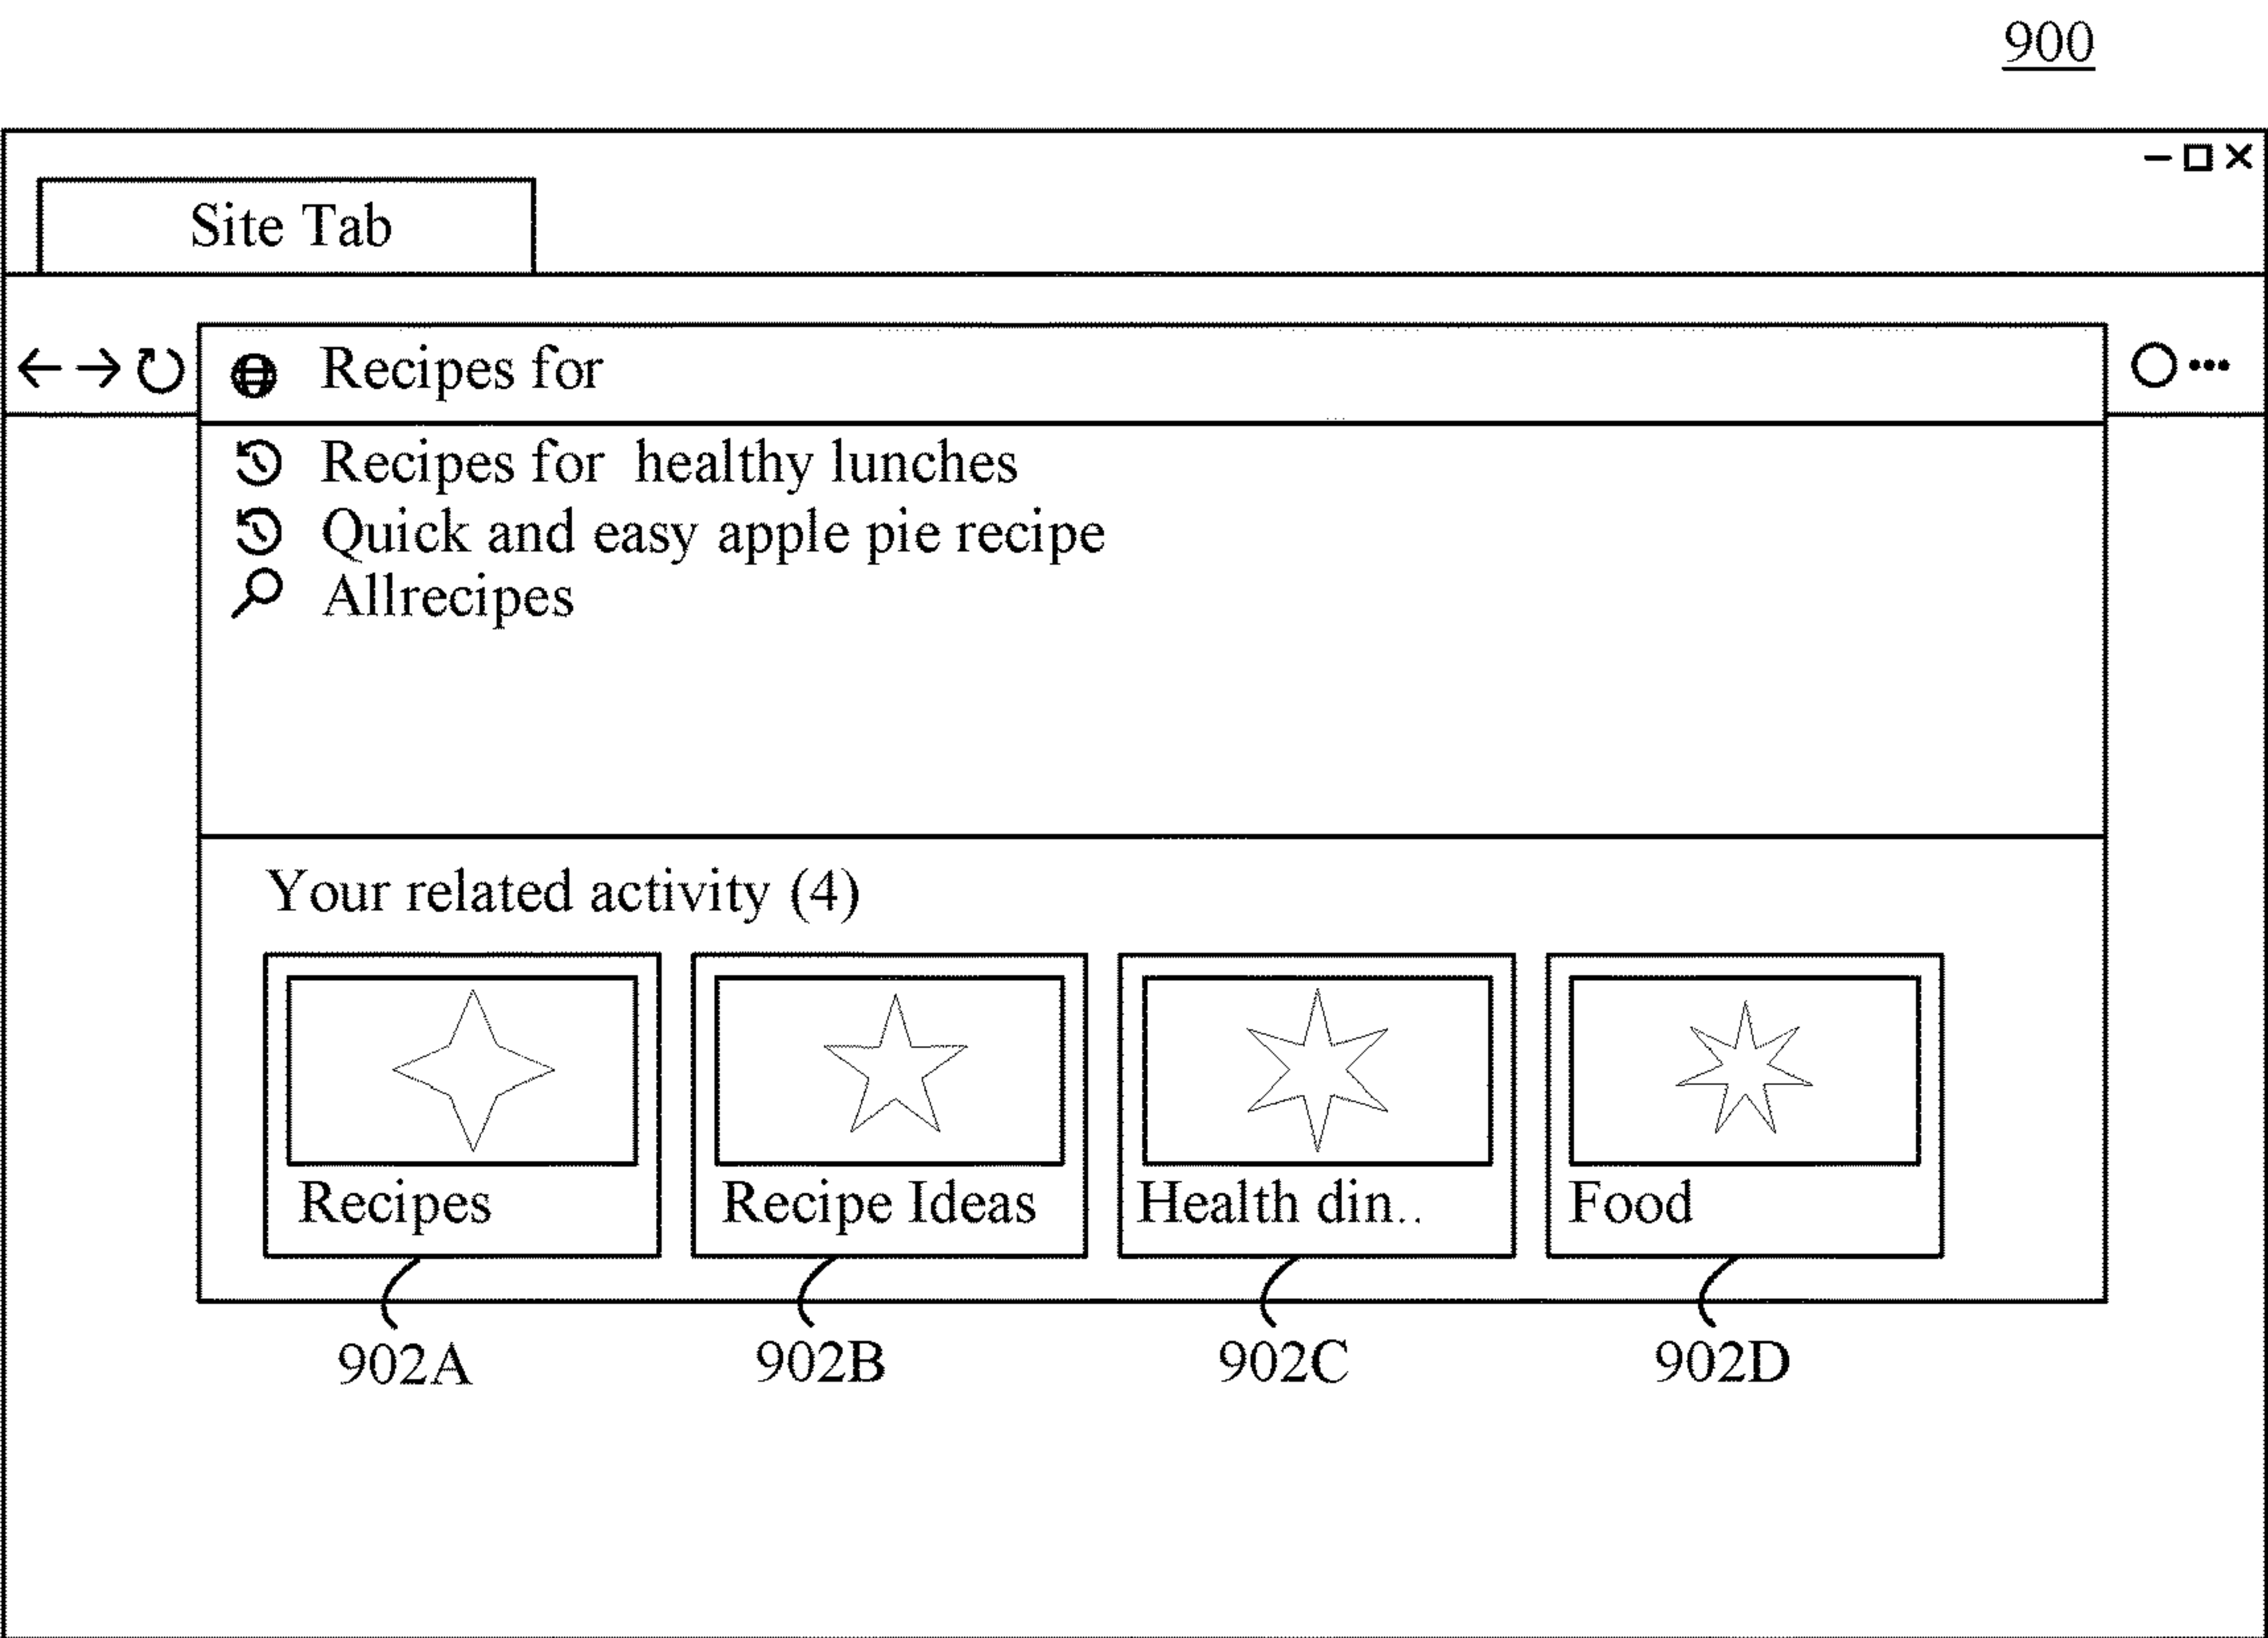 900
Site Tab
Recipes for
Recipes for healthy lunches
Quick and easy apple pie recipe
Allrecipes
Your related activity (4)
Recipes
Recipe Ideas
Health din..
Food
902A
902B
902C
902D